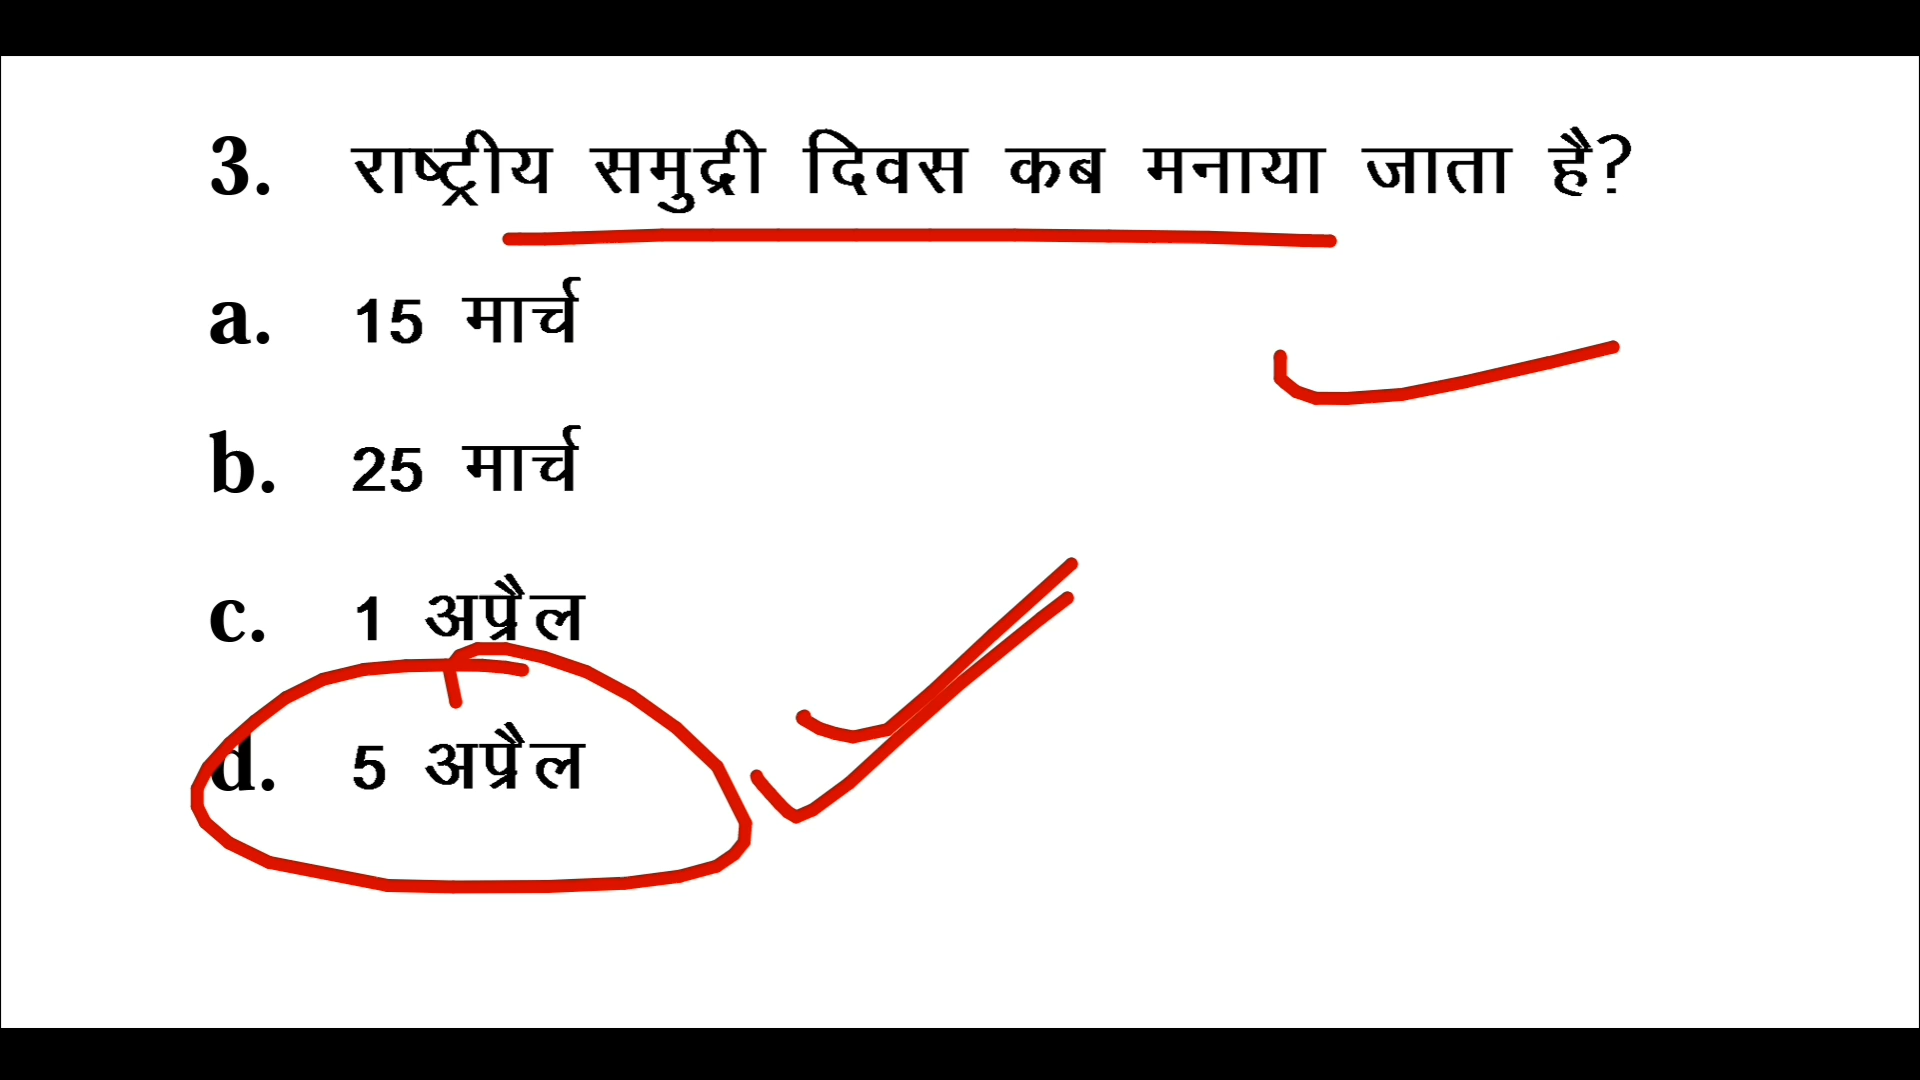 3. राष्ट्रीय समुद्री दिवस कब मनाया जाता है?
a. 15 मार्च
b. 25 मार्च
c. 1 अप्रैल
d. 5 अप्रैल